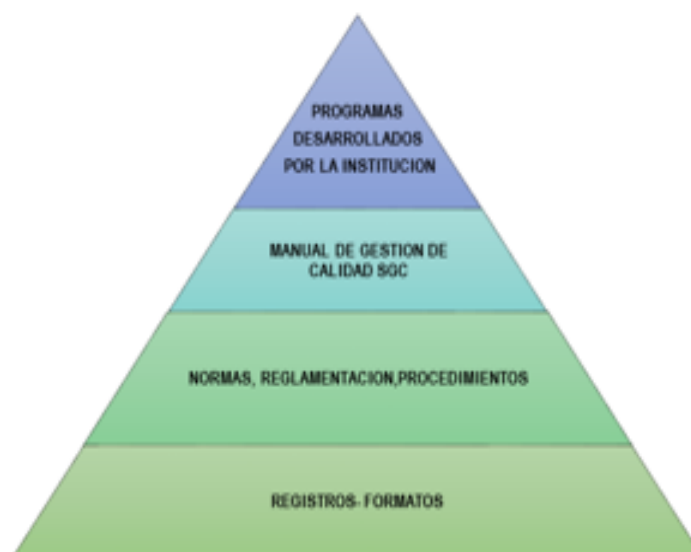 PROGRAMAS
DESARROLLADOS
POR LA INSTITUCION
MANUAL DE GESTION DE
CALIDAD SGC
NORMAS, REGLAMENTACION,PROCEDIMIENTOS
REGISTROS- FORMATOS